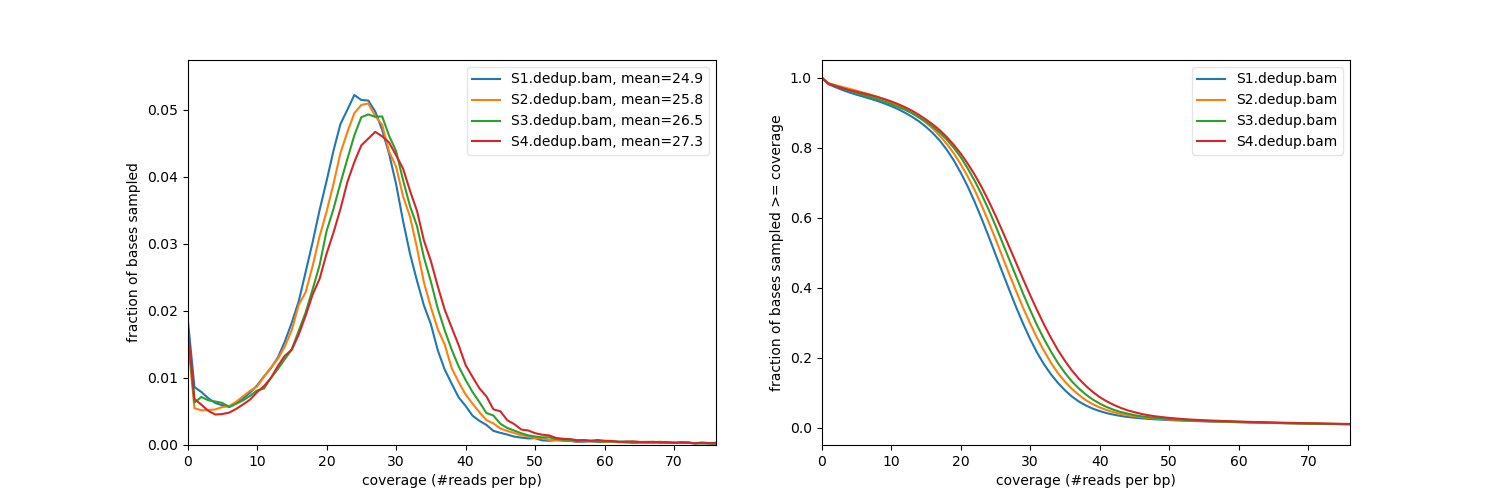 S1.dedup.bam, mean=24.9
S2.dedup.bam, mean=25.8
S3.dedup.bam, mean=26.5
S4.dedup.bam, mean=27.3
fraction of bases sampled
0.05
0.04
0.03
0.02
0.01
0.00
0 10 20 30 40 50 60 70
coverage (#reads per bp)
S1.dedup.bam
S2.dedup.bam
S3.dedup.bam
S4.dedup.bam
fraction of bases sampled >= coverage
1.0
0.8
0.6
0.4
0.2
0.0
0 10 20 30 40 50 60 70
coverage (#reads per bp)